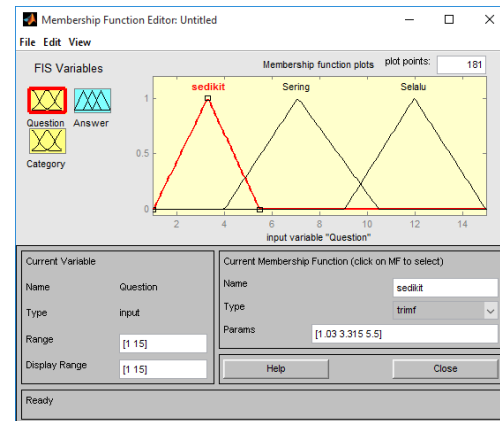 Membership Function Editor: Untitled
File Edit View
FIS Variables
Membership function plots
plot points:
181
Question
Answer
Category
sedikit
Sering
Selalu
1
0.5
0
2 4 6 8 10 12 14
input variable "Question"
Current Variable
Name Question
Type input
Range [1 15]
Display Range [1 15]
Current Membership Function (click on MF to select)
Name sedikit
Type trimf
Params [1.03 3.315 5.5]
Help
Close
Ready